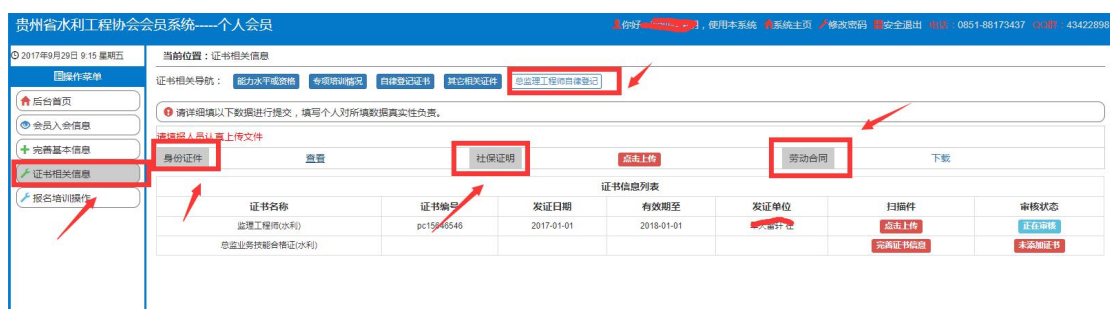 贵州省水利工程协会会员系统-----个人会员
你好 ，使用本系统 系统主页 修改密码 安全退出 电话：0851-88173437 QQ群：43422898
2017年9月29日 9:15 星期五
当前位置：证书相关信息
操作菜单
证书相关导航： 能力水平或资格 专项培训情况 自律登记证书 其它相关证件 总监理工程师自律登记
后台首页
请详细填以下数据进行提交，填写个人对所填数据真实性负责。
会员入会信息
请填报人员认真上传文件
完善基本信息
身份证件 查看 社保证明 点击上传 劳动合同 下载
证书相关信息
证书信息列表
报名培训操作
证书名称 证书编号 发证日期 有效期至 发证单位 扫描件 审核状态
监理工程师(水利) pc15646546 2017-01-01 2018-01-01 点击上传 正在审核
总监业务技能合格证(水利) 完善证书信息 未添加证书